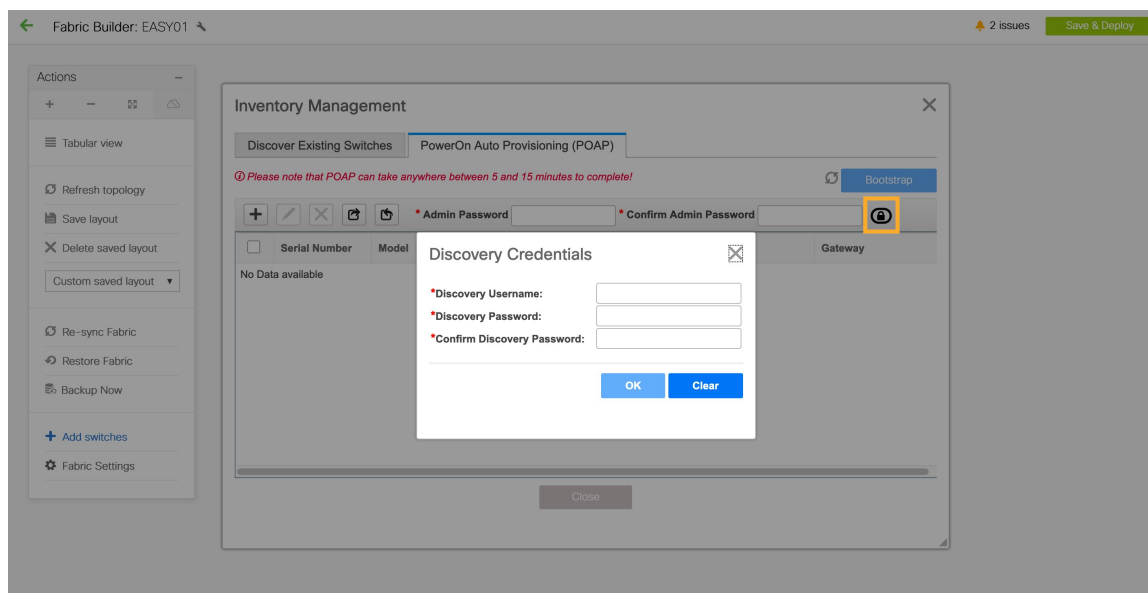 Fabric Builder: EASY01
2 issues
Save & Deploy
Actions
Tabular view
Refresh topology
Save layout
Delete saved layout
Custom saved layout
Re-sync Fabric
Restore Fabric
Backup Now
Add switches
Fabric Settings
Inventory Management
Discover Existing Switches PowerOn Auto Provisioning (POAP)
Please note that POAP can take anywhere between 5 and 15 minutes to complete!
Bootstrap
* Admin Password * Confirm Admin Password
Serial Number Model Gateway
No Data available
Discovery Credentials
*Discovery Username:
*Discovery Password:
*Confirm Discovery Password:
OK Clear
Close